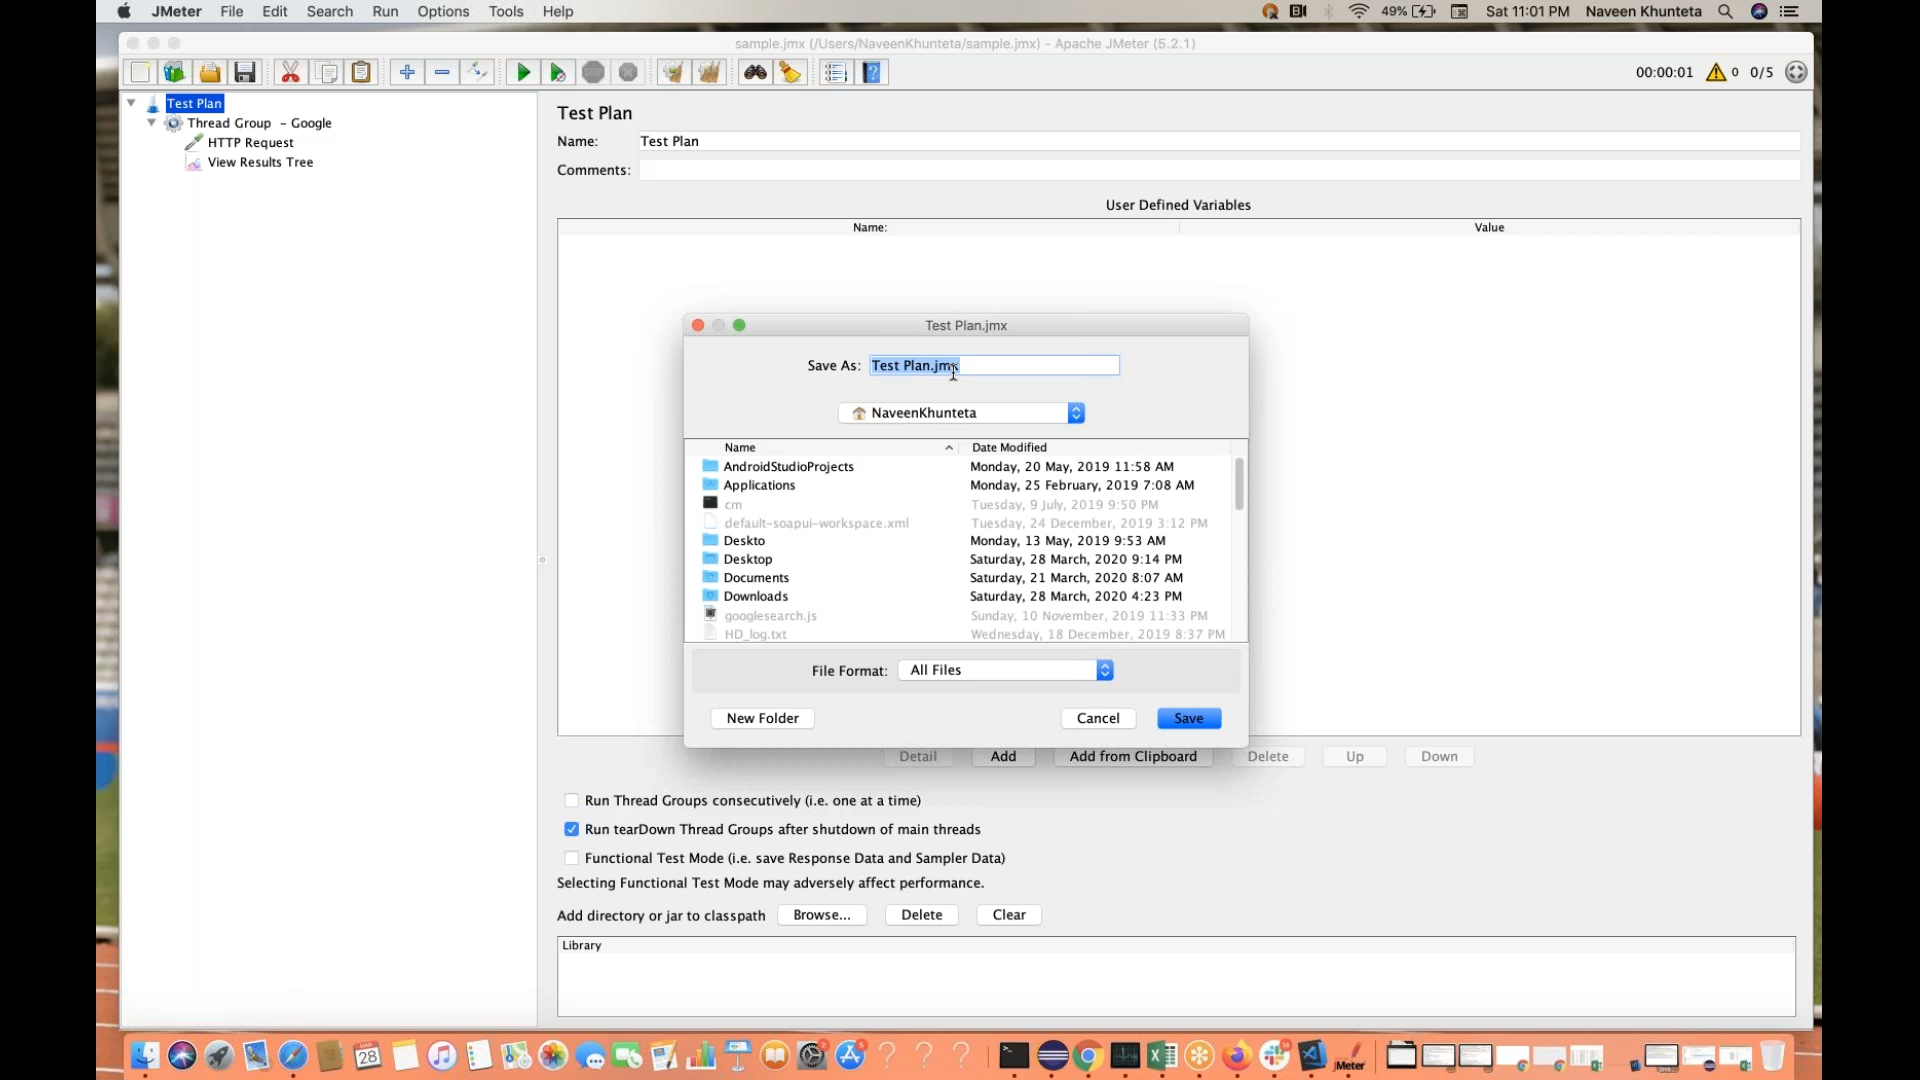 JMeter File Edit Search Run Options Tools Help 49% Sat 11:01 PM Naveen Khunteta
sample.jmx (/Users/NaveenKhunteta/sample.jmx) - Apache JMeter (5.2.1)
00:00:01 0 0/5
Test Plan
Thread Group - Google
HTTP Request
View Results Tree
Test Plan
Name: Test Plan
Comments:
User Defined Variables
Name: Value
Test Plan.jmx
Save As: Test Plan.jmx
NaveenKhunteta
Name Date Modified
AndroidStudioProjects Monday, 20 May, 2019 11:58 AM
Applications Monday, 25 February, 2019 7:08 AM
cm Tuesday, 9 July, 2019 9:50 PM
default-soapui-workspace.xml Tuesday, 24 December, 2019 3:12 PM
Deskto Monday, 13 May, 2019 9:53 AM
Desktop Saturday, 28 March, 2020 9:14 PM
Documents Saturday, 21 March, 2020 8:07 AM
Downloads Saturday, 28 March, 2020 4:23 PM
googlesearch.js Sunday, 10 November, 2019 11:33 PM
HD_log.txt Wednesday, 18 December, 2019 8:37 PM
File Format: All Files
New Folder Cancel Save
Detail Add Add from Clipboard Delete Up Down
Run Thread Groups consecutively (i.e. one at a time)
Run tearDown Thread Groups after shutdown of main threads
Functional Test Mode (i.e. save Response Data and Sampler Data)
Selecting Functional Test Mode may adversely affect performance.
Add directory or jar to classpath Browse... Delete Clear
Library
28
JMeter